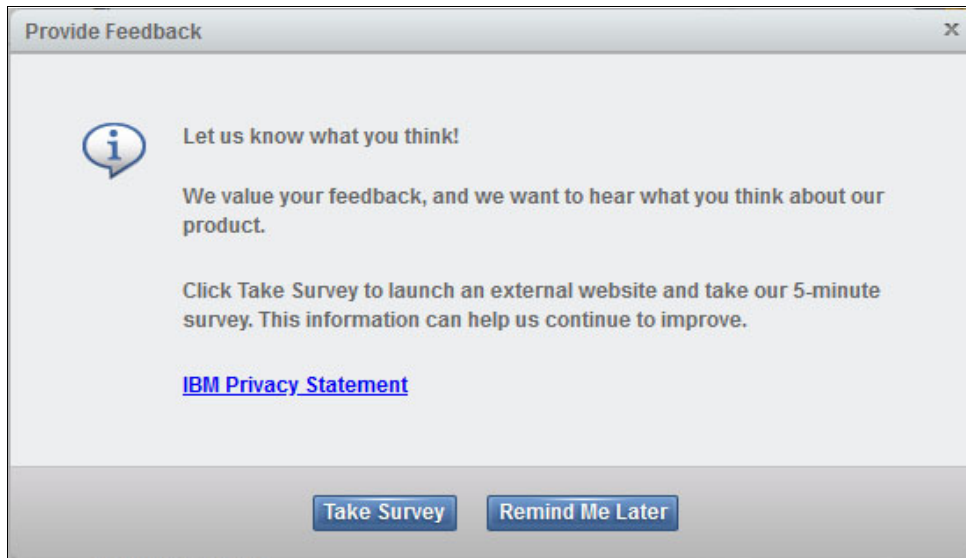 Provide Feedback x
i
Let us know what you think!
We value your feedback, and we want to hear what you think about our
product.
Click Take Survey to launch an external website and take our 5-minute
survey. This information can help us continue to improve.
IBM Privacy Statement
Take Survey Remind Me Later